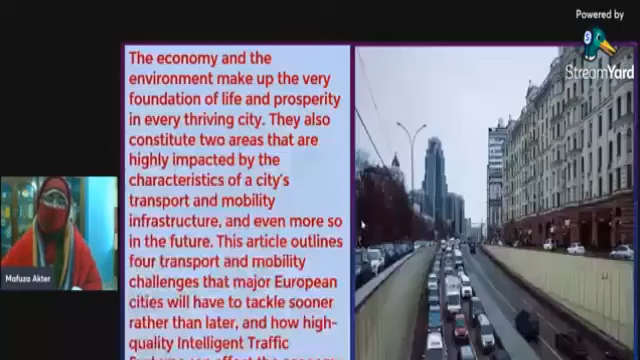 Powered by
StreamYard
The economy and the
environment make up the very
foundation of life and prosperity
in every thriving city. They also
constitute two areas that are
highly impacted by the
characteristics of a city's
transport and mobility
infrastructure, and even more so
in the future. This article outlines
four transport and mobility
challenges that major European
cities will have to tackle sooner
rather than later, and how high-
quality Intelligent Traffic
Mafuza Akter